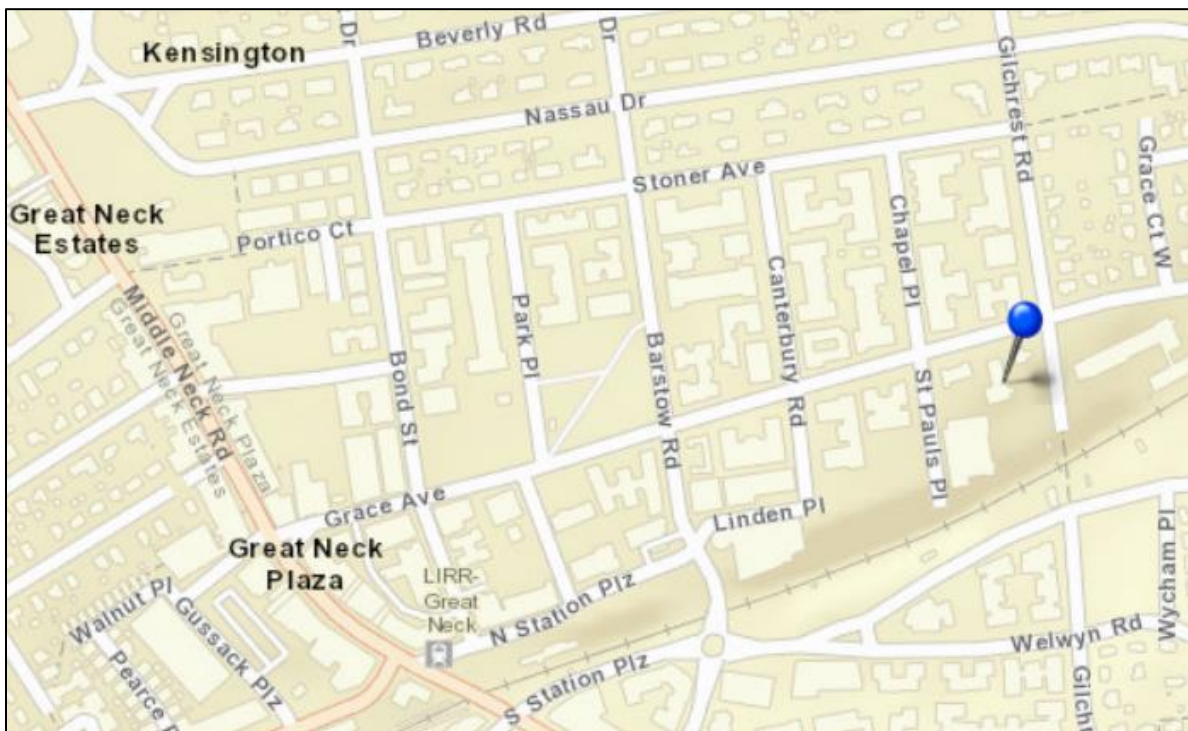 Dr
Beverly Rd
Dr
Kensington
Gilchrest Rd
Nassau Dr
Grace Ct W
Stoner Ave
Great Neck
Estates
Portico Ct
Chapel Pl
Canterbury Rd
Middle Neck Rd
Great Neck Plaza
Great Neck Estates
Park Pl
Barstow Rd
Bond St
St Pauls Pl
Grace Ave
Linden Pl
Great Neck
Plaza
LIRR-
Great
Neck
N Station Plz
Wycham Pl
Walnut Pl
Gussack Plz
Welwyn Rd
Pearce P
S Station Plz
Gilchr